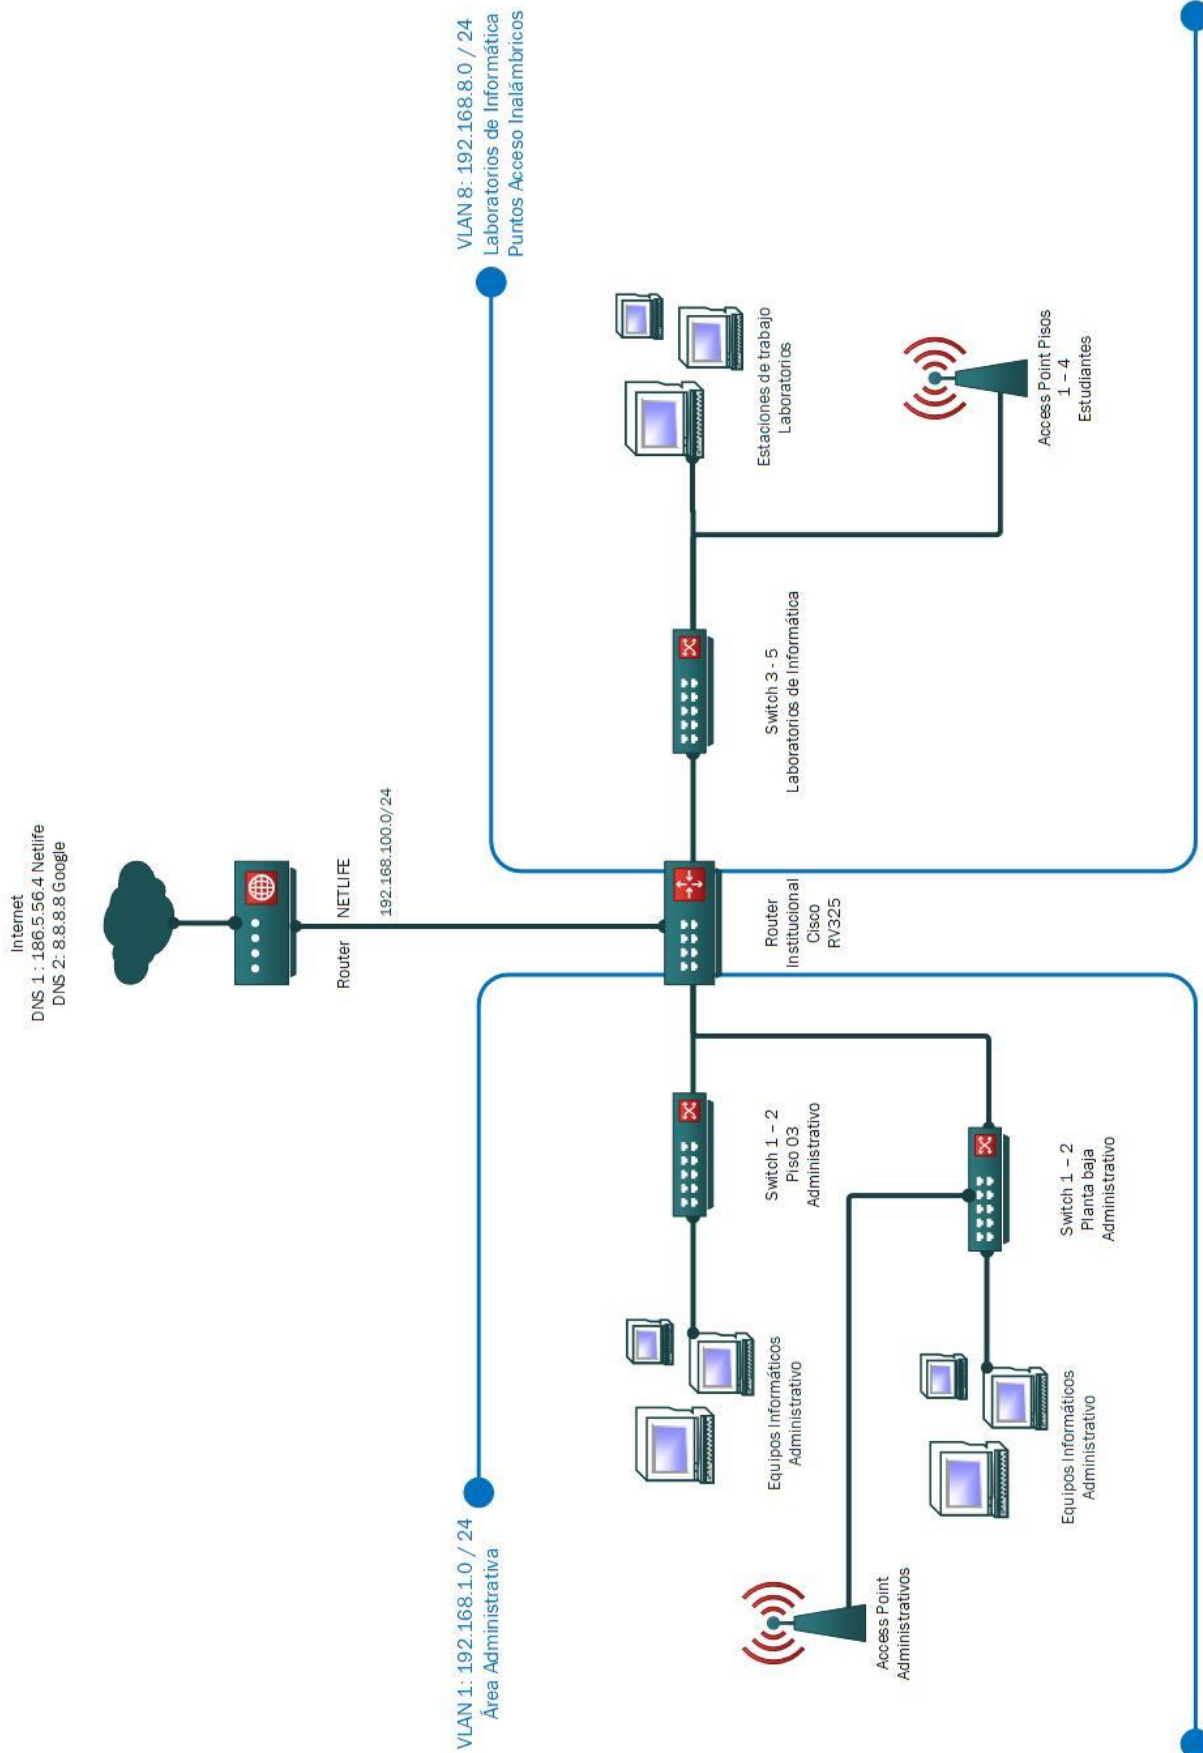 Internet
DNS 1 : 186.5.56.4 Netlife
DNS 2: 8.8.8.8 Google
Router NETLIFE
192.168.100.0/24
VLAN 1: 192.168.1.0 / 24
Área Administrativa
VLAN 8: 192.168.8.0 / 24
Laboratorios de Informática
Puntos Acceso Inalámbricos
Equipos Informáticos
Administrativo
Switch 1 – 2
Piso 03
Administrativo
Router
Institucional
Cisco
RV325
Switch 3 - 5
Laboratorios de Informática
Estaciones de trabajo
Laboratorios
Access Point
Administrativos
Equipos Informáticos
Administrativo
Switch 1 – 2
Planta baja
Administrativo
Access Point Pisos
1 – 4
Estudiantes